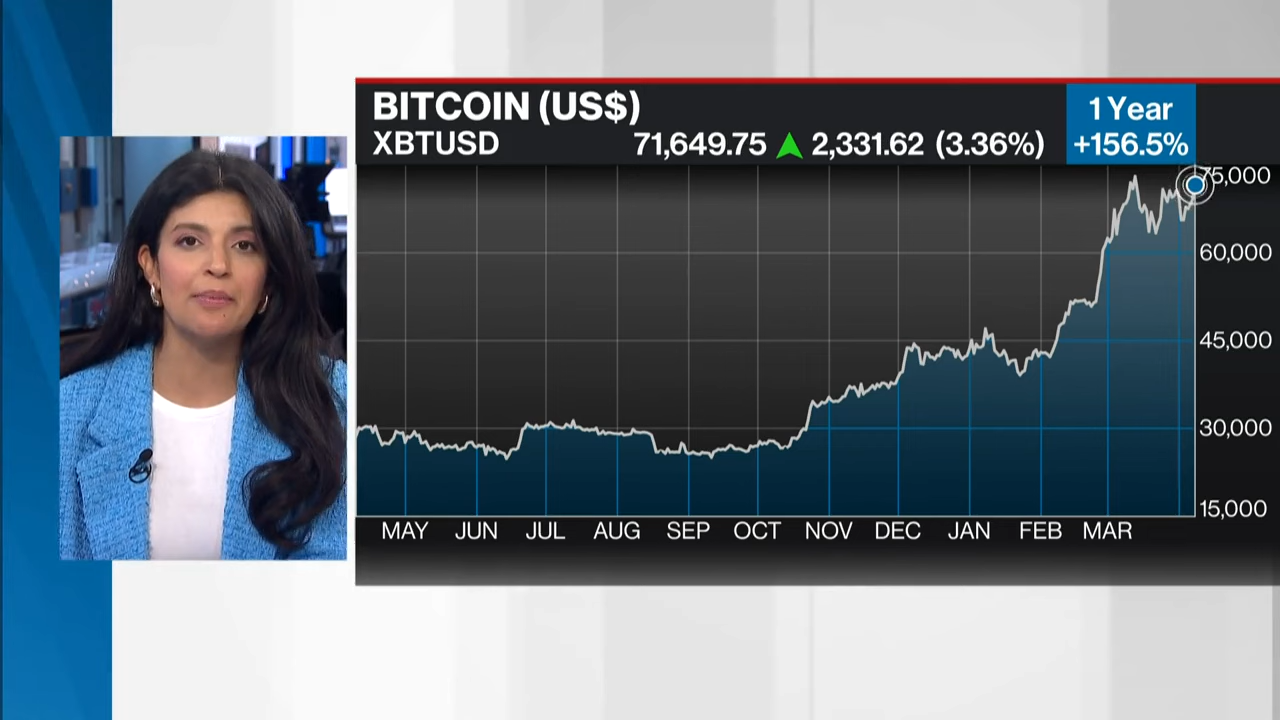 BITCOIN (US$)
XBTUSD 71,649.75 ▲ 2,331.62 (3.36%)
1 Year
+156.5%
75,000
60,000
45,000
30,000
15,000
MAY JUN JUL AUG SEP OCT NOV DEC JAN FEB MAR